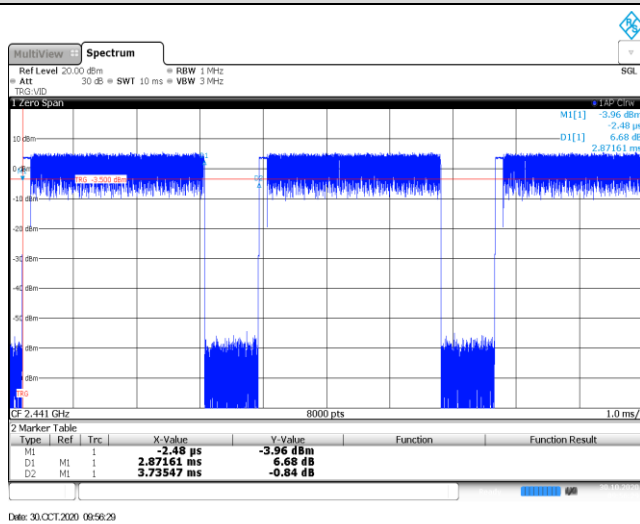 R&S
MultiView Spectrum
Ref Level 20.00 dBm RBW 1 MHz SGL
Att 30 dB SWT 10 ms VBW 3 MHz
TRG:VID
1 Zero Span 1AP Clrw
M1[1] -3.96 dBm
-2.48 µs
D1[1] 6.68 dB
2.87161 ms
10 dBm
0 dBm
D1
D2
TRG -3.500 dBm
-10 dBm
-20 dBm
-30 dBm
-40 dBm
-50 dBm
TRG
CF 2.441 GHz 8000 pts 1.0 ms/
2 Marker Table
Type Ref Trc X-Value Y-Value Function Function Result
M1 1 -2.48 µs -3.96 dBm
D1 M1 1 2.87161 ms 6.68 dB
D2 M1 1 3.73547 ms -0.84 dB
Date: 30.OCT.2020 09:56:29